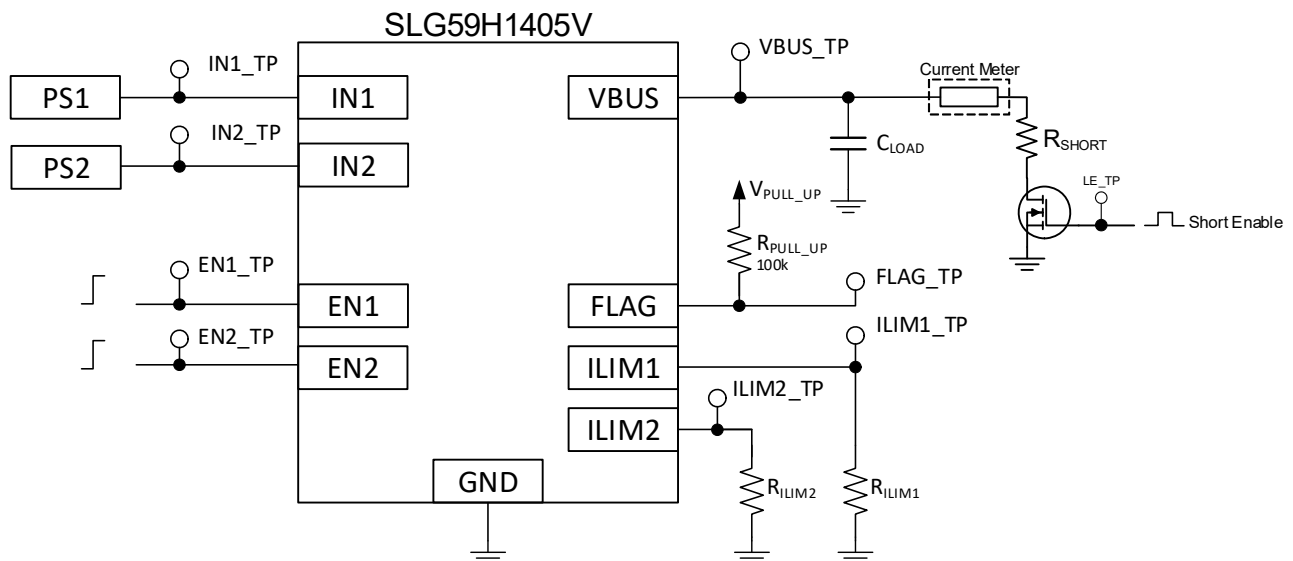 SLG59H1405V
IN1_TP
VBUS_TP
Current Meter
PS1
IN1
VBUS
IN2_TP
RSHORT
PS2
IN2
CLOAD
LE_TP
VPULL_UP
Short Enable
RPULL_UP
100k
EN1_TP
FLAG_TP
EN1
FLAG
EN2_TP
ILIM1_TP
EN2
ILIM1
ILIM2_TP
ILIM2
GND
RILIM2
RILIM1